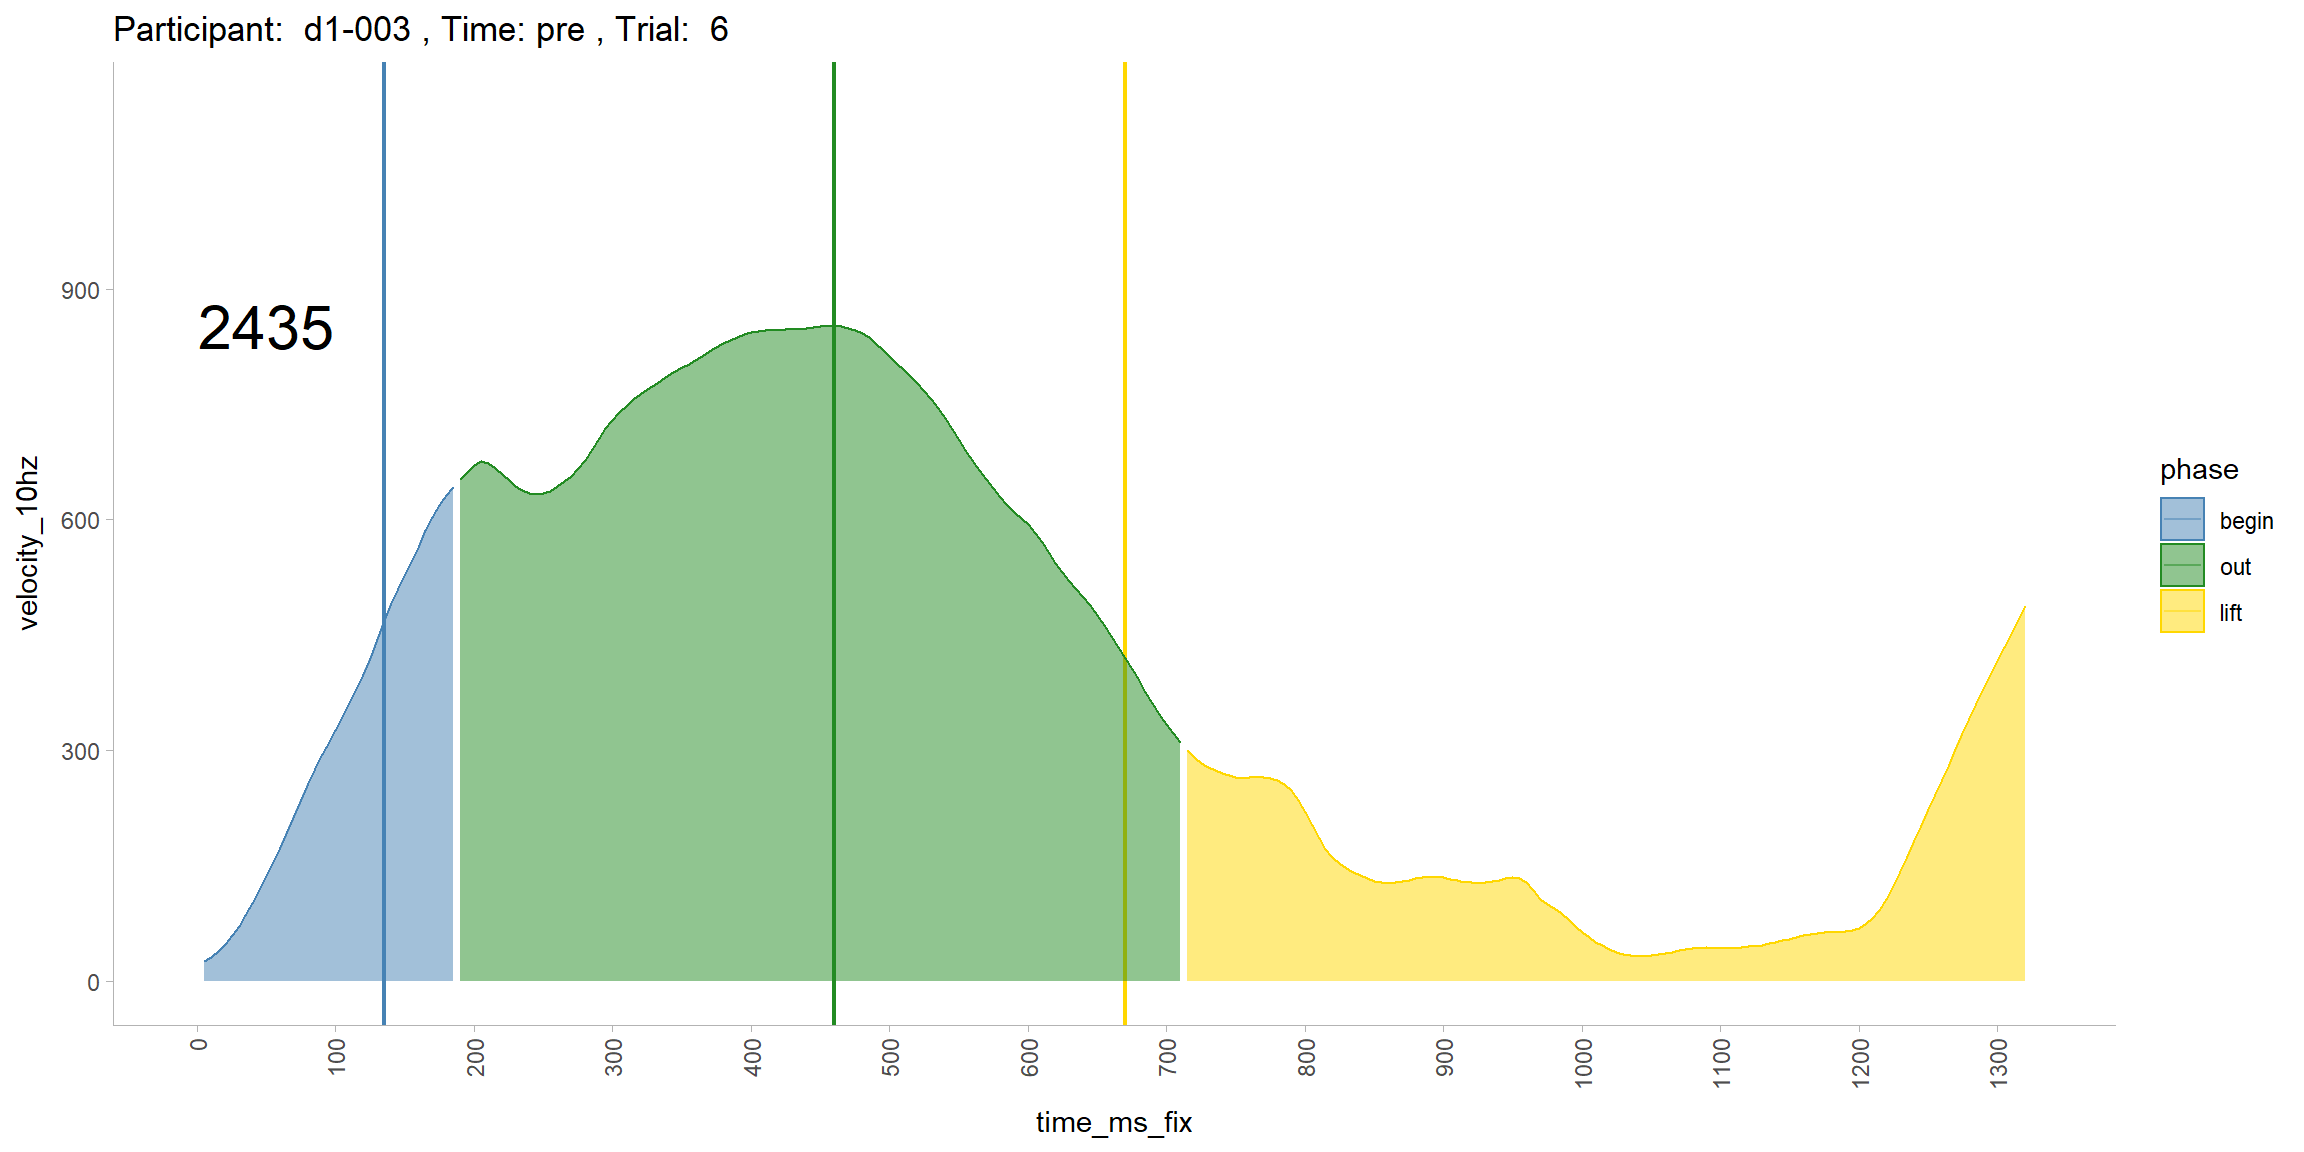 Participant:  d1-003 , Time: pre , Trial:  6
velocity_10hz
900
600
300
0
2435
0
100
200
300
400
500
600
700
800
900
1000
1100
1200
1300
time_ms_fix
phase
begin
out
lift